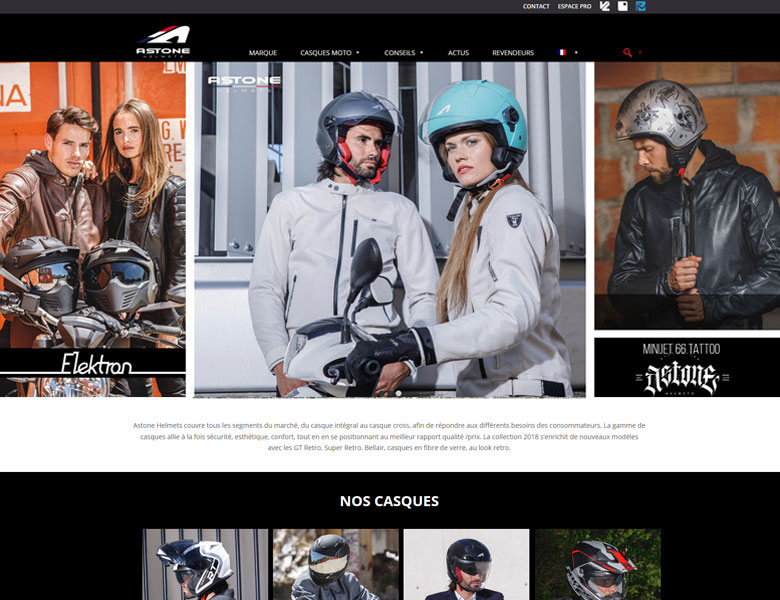 CONTACT ESPACE PRO
ASTONE
HELMETS
MARQUE CASQUES MOTO CONSEILS ACTUS REVENDEURS
ASTONE
HELMETS
Elektron
MINUIT.66.TATTOO
astone
HELMETS
Astone Helmets couvre tous les segments du marché, du casque intégral au casque cross, afin de répondre aux différents besoins des consommateurs. La gamme de
casques allie à la fois sécurité, esthétique, confort, tout en en se positionnant au meilleur rapport qualité /prix. La collection 2018 s'enrichit de nouveaux modèles
avec les GT Retro, Super Retro, Bellair, casques en fibre de verre, au look retro.
NOS CASQUES